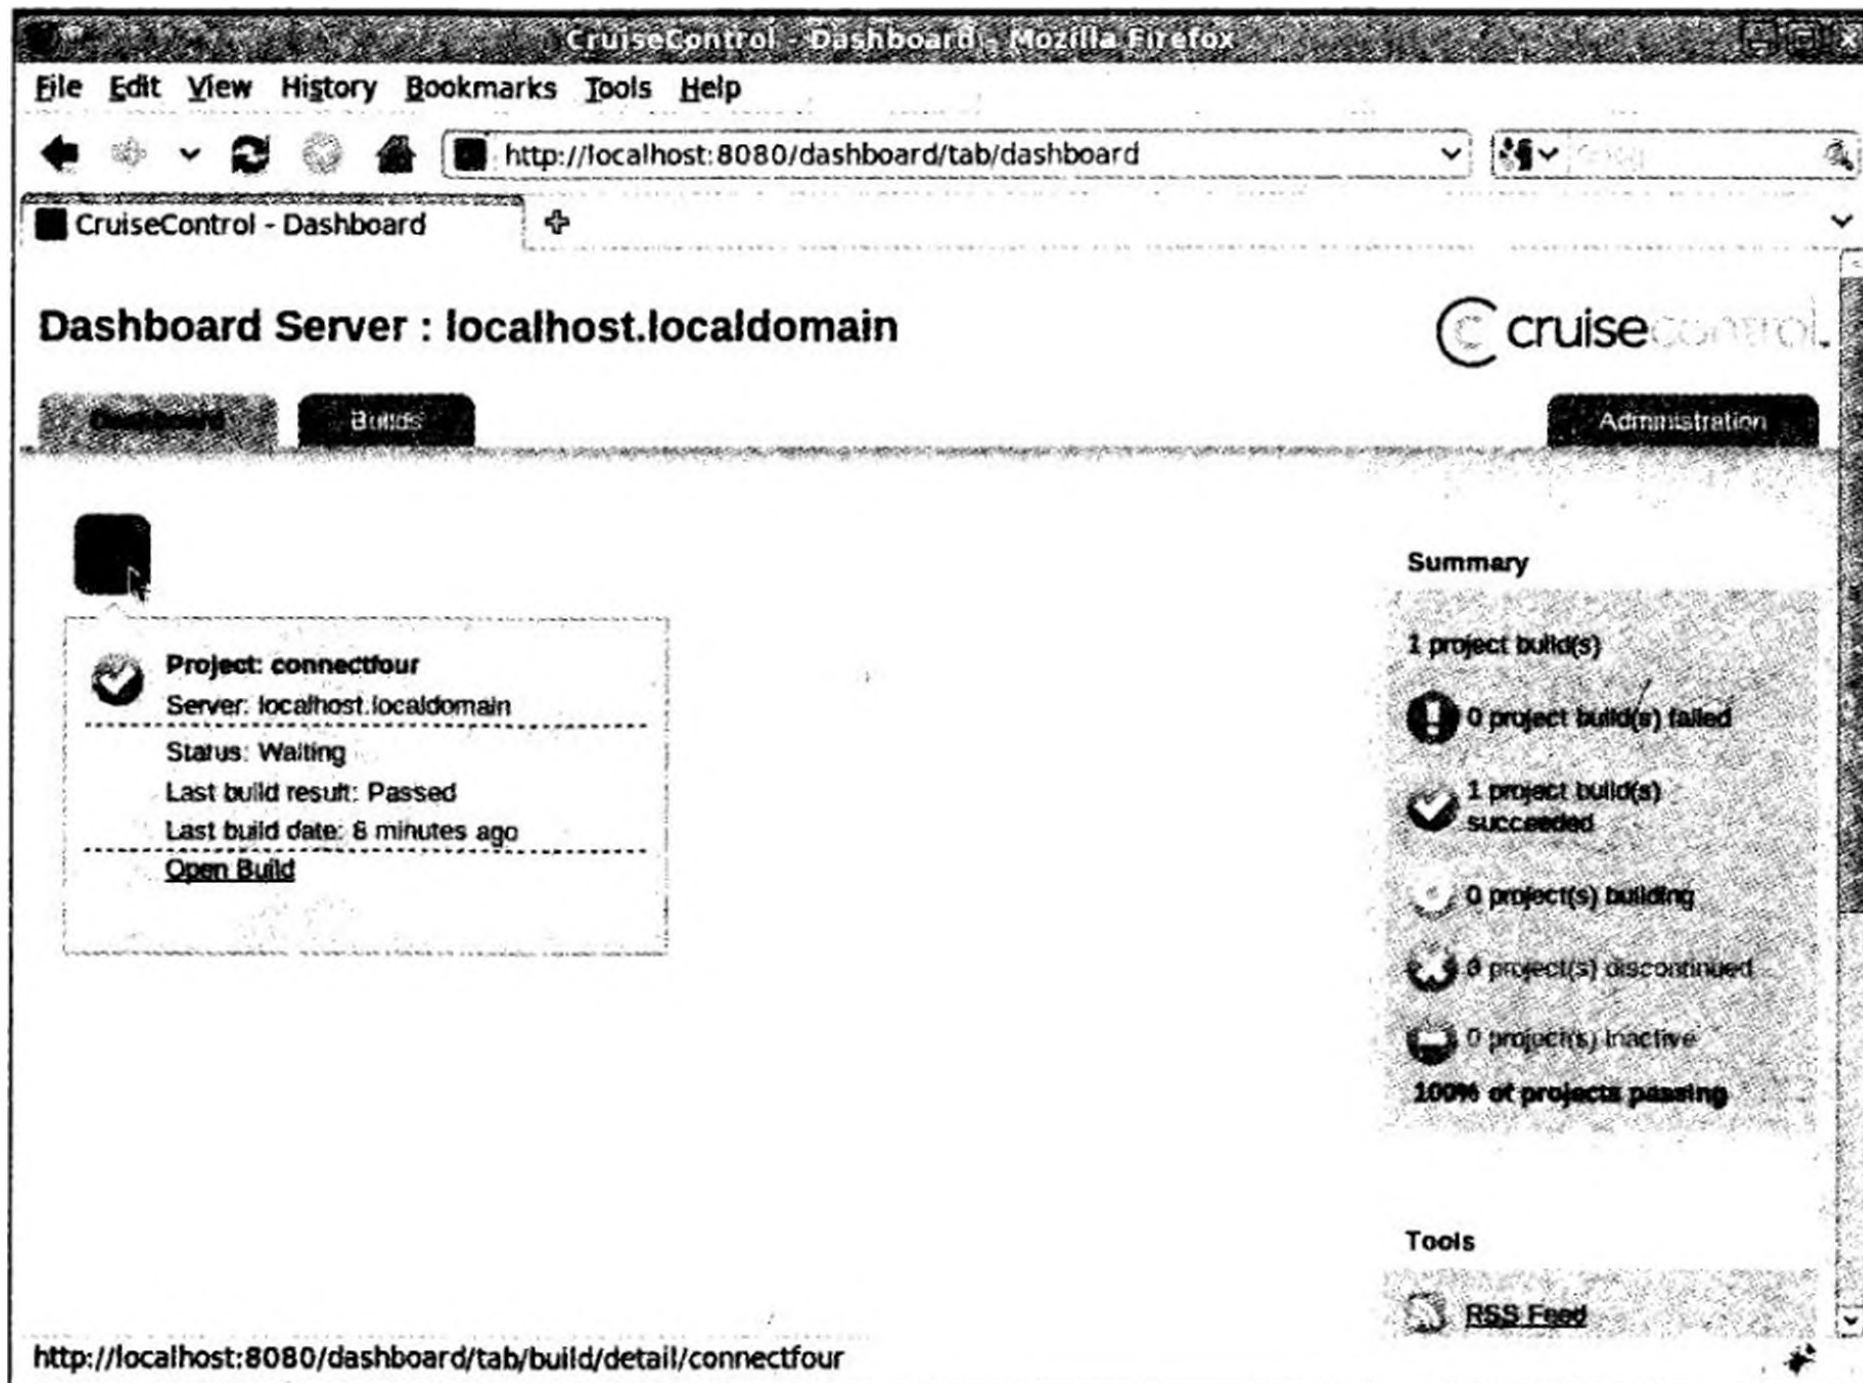 CruiseControl - Dashboard - Mozilla Firefox
File Edit View History Bookmarks Tools Help
http://localhost:8080/dashboard/tab/dashboard
CruiseControl - Dashboard
Dashboard Server : localhost.localdomain
cruisecontrol
Dashboard Builds Administration
Project: connectfour
Server: localhost.localdomain
Status: Waiting
Last build result: Passed
Last build date: minutes ago
Open Build
Summary
1 project build(s)
0 project build(s) failed
1 project build(s)
succeeded
0 project(s) building
0 project(s) discontinued
0 project(s) inactive
100% of projects passing
Tools
RSS Feed
http://localhost:8080/dashboard/tab/build/detail/connectfour